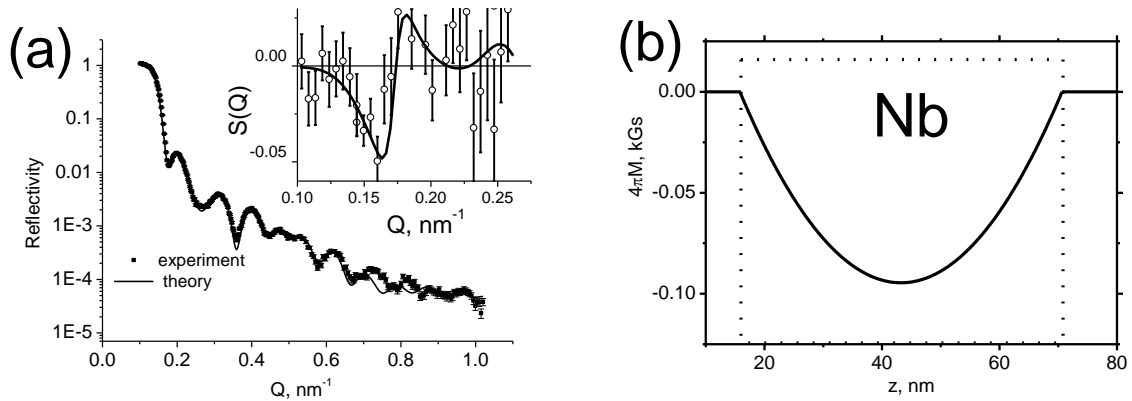 (a)
1
0.1
0.01
1E-3
1E-4
1E-5
Reflectivity
0.0
0.2
0.4
0.6
0.8
1.0
Q, nm⁻¹
experiment
theory
0.00
-0.05
S(Q)
0.10
0.15
0.20
0.25
Q, nm⁻¹
(b)
Nb
0.00
-0.05
-0.10
4πM, kGs
20
40
60
80
z, nm